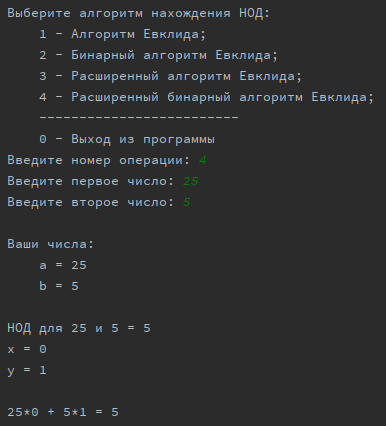 Выберите алгоритм нахождения НОД:
1 - Алгоритм Евклида;
2 - Бинарный алгоритм Евклида;
3 - Расширенный алгоритм Евклида;
4 - Расширенный бинарный алгоритм Евклида;
-------------------------
0 - Выход из программы
Введите номер операции: 4
Введите первое число: 25
Введите второе число: 5
Ваши числа:
a = 25
b = 5
НОД для 25 и 5 = 5
x = 0
y = 1
25*0 + 5*1 = 5